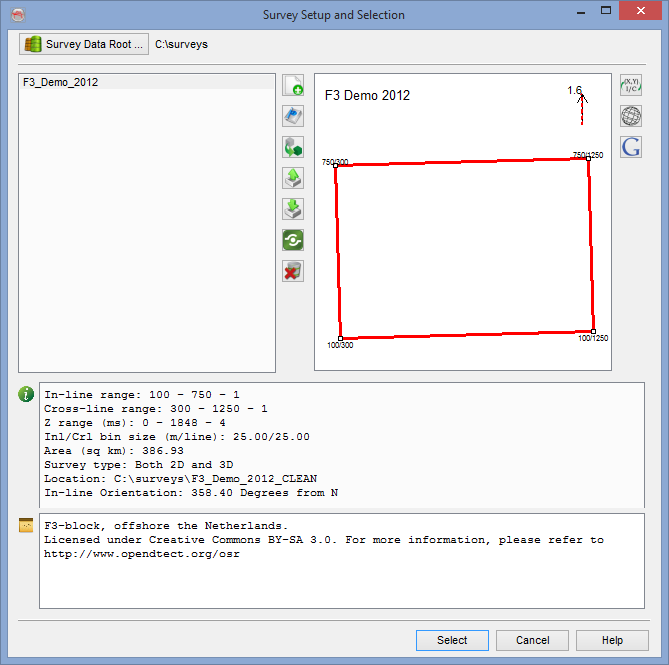 Survey Setup and Selection
Survey Data Root ... C:\surveys
F3_Demo_2012
F3 Demo 2012
1.6
(X,Y)
I/C
G
750/300
750/1250
100/300
100/1250
In-line range: 100 - 750 - 1
Cross-line range: 300 - 1250 - 1
Z range (ms): 0 - 1848 - 4
Inl/Crl bin size (m/line): 25.00/25.00
Area (sq km): 386.93
Survey type: Both 2D and 3D
Location: C:\surveys\F3_Demo_2012_CLEAN
In-line Orientation: 358.40 Degrees from N
F3-block, offshore the Netherlands.
Licensed under Creative Commons BY-SA 3.0. For more information, please refer to
http://www.opendtect.org/osr
Select Cancel Help